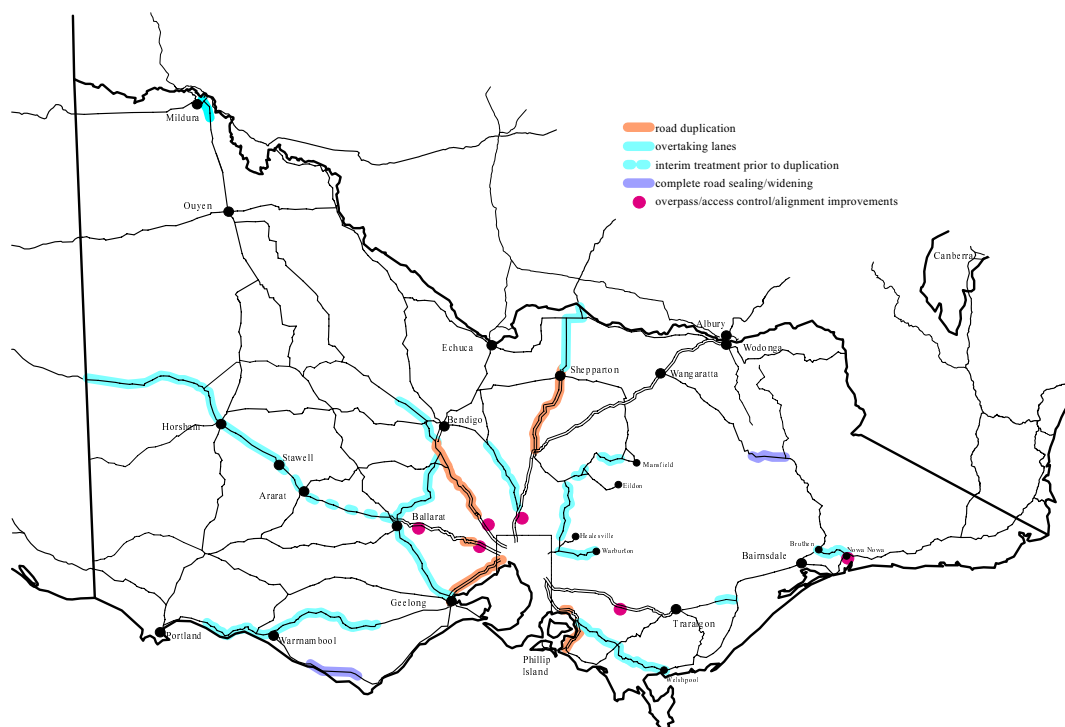 Mildura
road duplication
overtaking lanes
interim treatment prior to duplication
complete road sealing/widening
overpass/access control/alignment improvements
Ouyen
Canberra
Albury
Echuca
Wodonga
Shepparton
Wangaratta
Bendigo
Horsham
Stawell
Mansfield
Eildon
Ararat
Ballarat
Healesville
Warburton
Bruthen
Nowa Nowa
Bairnsdale
Geelong
Traralgon
Portland
Warrnambool
Phillip
Island
Welshpool